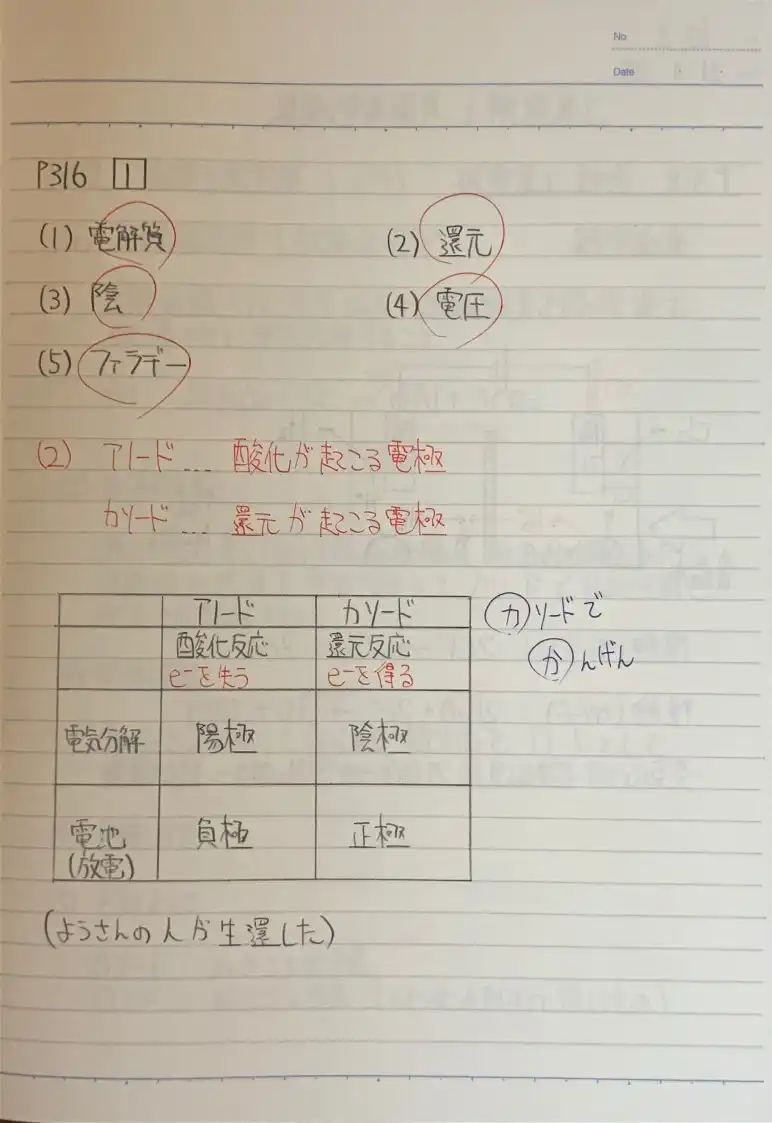 No
Date
P316 1
(1) 電解質 (2) 還元
(3) 陰 (4) 電圧
(5) ファラデー
(2) アノード… 酸化が起こる電極
カソード… 還元が起こる電極
アノード カソード
酸化反応 還元反応
e⁻を失う e⁻を得る
カソードで
かんげん
電気分解 陽極 陰極
電池 負極 正極
(放電)
(ようさんの人が生還した)